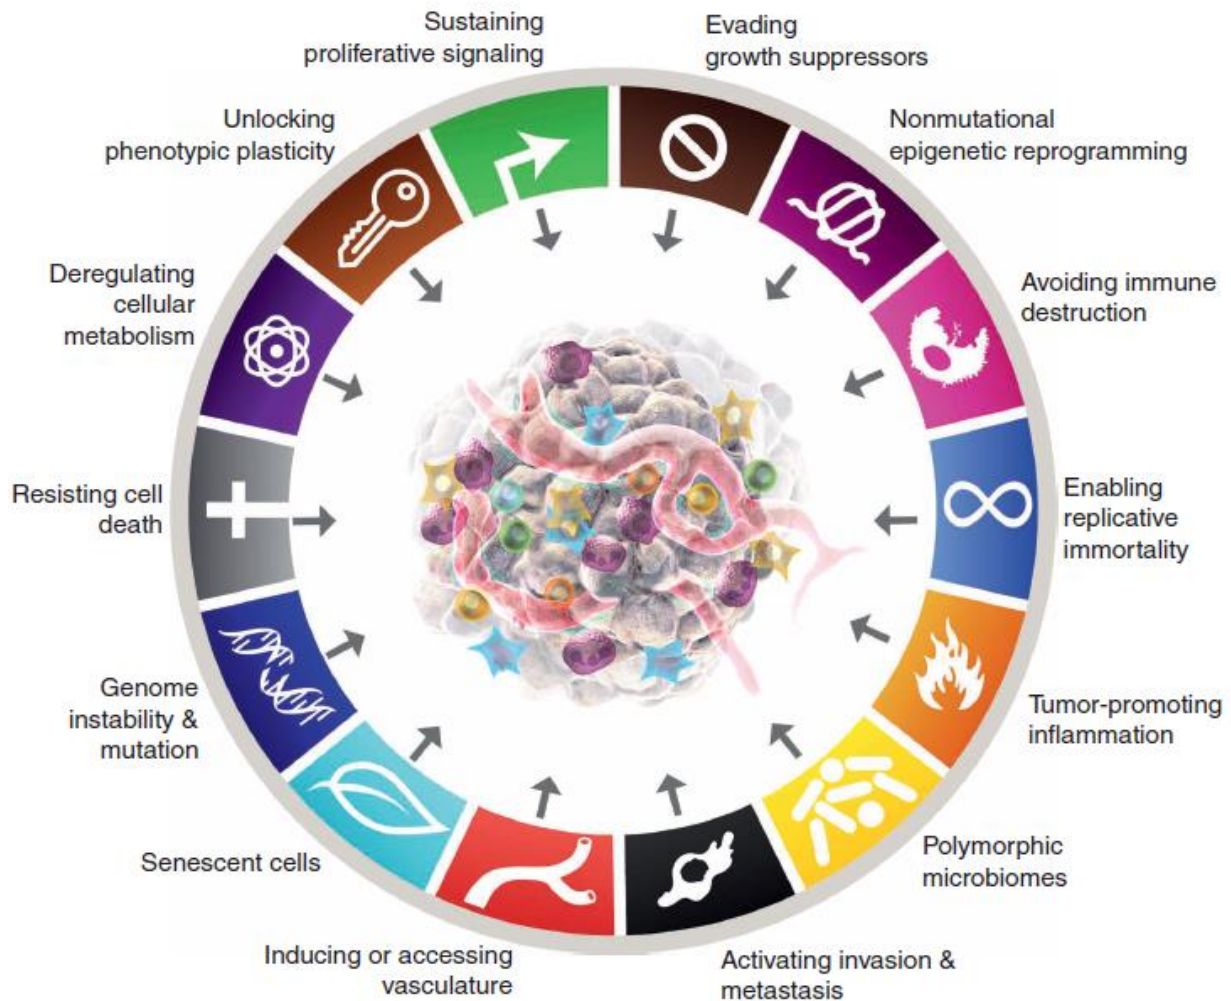 Sustaining
proliferative signaling
Evading
growth suppressors
Unlocking
phenotypic plasticity
Nonmutational
epigenetic reprogramming
Deregulating
cellular
metabolism
Avoiding immune
destruction
Resisting cell
death
Enabling
replicative
immortality
Genome
instability &
mutation
Tumor-promoting
inflammation
Senescent cells
Polymorphic
microbiomes
Inducing or accessing
vasculature
Activating invasion &
metastasis